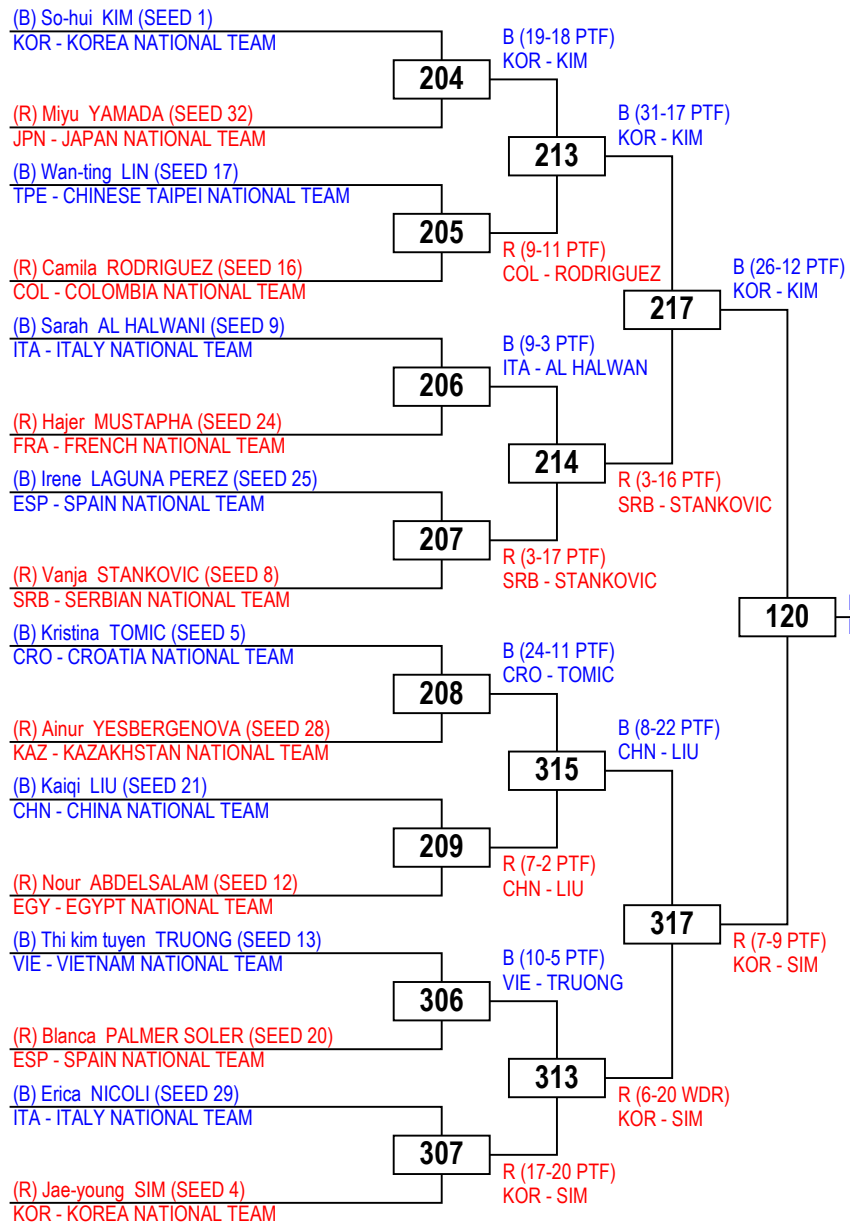 (B) So-hui KIM (SEED 1)
KOR - KOREA NATIONAL TEAM
(R) Miyu YAMADA (SEED 32)
JPN - JAPAN NATIONAL TEAM
(B) Wan-ting LIN (SEED 17)
TPE - CHINESE TAIPEI NATIONAL TEAM
(R) Camila RODRIGUEZ (SEED 16)
COL - COLOMBIA NATIONAL TEAM
(B) Sarah AL HALWANI (SEED 9)
ITA - ITALY NATIONAL TEAM
(R) Hajer MUSTAPHA (SEED 24)
FRA - FRENCH NATIONAL TEAM
(B) Irene LAGUNA PEREZ (SEED 25)
ESP - SPAIN NATIONAL TEAM
(R) Vanja STANKOVIC (SEED 8)
SRB - SERBIAN NATIONAL TEAM
(B) Kristina TOMIC (SEED 5)
CRO - CROATIA NATIONAL TEAM
(R) Ainur YESBERGENOVA (SEED 28)
KAZ - KAZAKHSTAN NATIONAL TEAM
(B) Kaiqi LIU (SEED 21)
CHN - CHINA NATIONAL TEAM
(R) Nour ABDELSALAM (SEED 12)
EGY - EGYPT NATIONAL TEAM
(B) Thi kim tuyen TRUONG (SEED 13)
VIE - VIETNAM NATIONAL TEAM
(R) Blanca PALMER SOLER (SEED 20)
ESP - SPAIN NATIONAL TEAM
(B) Erica NICOLI (SEED 29)
ITA - ITALY NATIONAL TEAM
(R) Jae-young SIM (SEED 4)
KOR - KOREA NATIONAL TEAM
204
205
206
207
208
209
306
307
B (19-18 PTF)
KOR - KIM
R (9-11 PTF)
COL - RODRIGUEZ
B (9-3 PTF)
ITA - AL HALWAN
R (3-17 PTF)
SRB - STANKOVIC
B (24-11 PTF)
CRO - TOMIC
R (7-2 PTF)
CHN - LIU
B (10-5 PTF)
VIE - TRUONG
R (17-20 PTF)
KOR - SIM
213
214
315
313
B (31-17 PTF)
KOR - KIM
R (3-16 PTF)
SRB - STANKOVIC
B (8-22 PTF)
CHN - LIU
R (6-20 WDR)
KOR - SIM
217
317
B (26-12 PTF)
KOR - KIM
R (7-9 PTF)
KOR - SIM
120